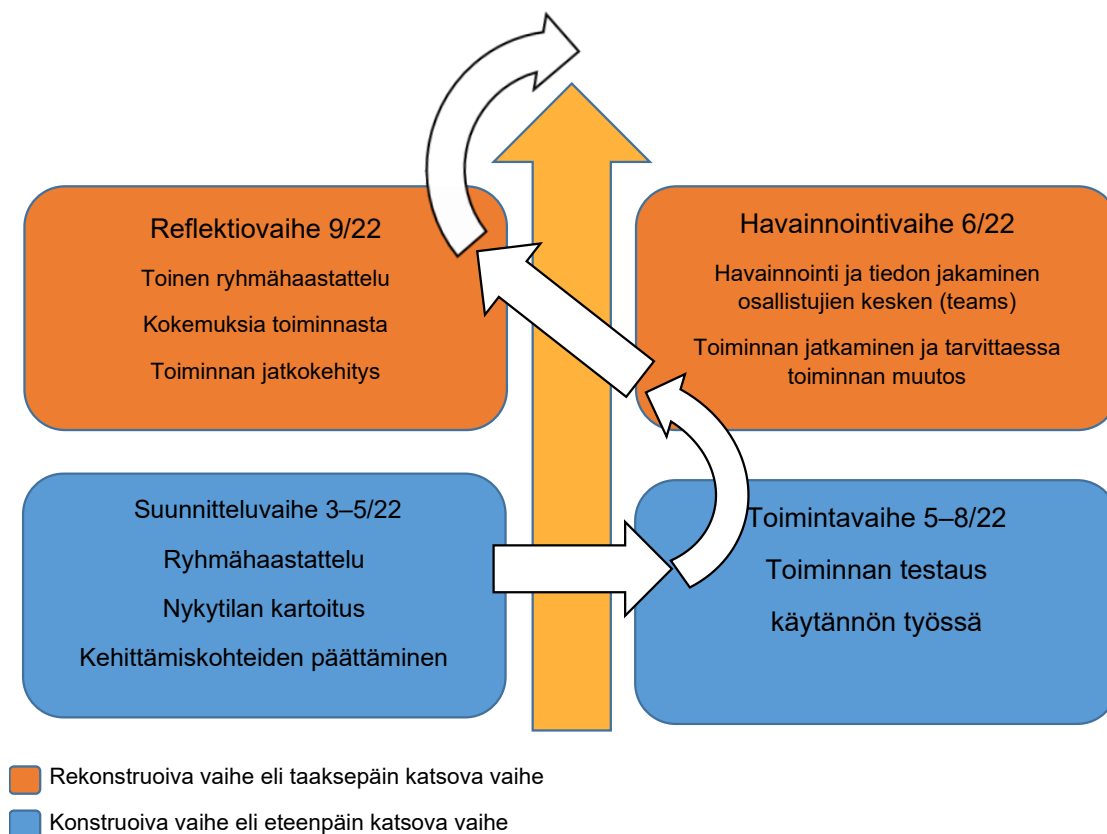 Reflektiovaihe 9/22
Toinen ryhmähaastattelu
Kokemuksia toiminnasta
Toiminnan jatkokehitys
Havainnointivaihe 6/22
Havainnointi ja tiedon jakaminen
osallistujien kesken (teams)
Toiminnan jatkaminen ja tarvittaessa
toiminnan muutos
Suunnitteluvaihe 3–5/22
Ryhmähaastattelu
Nykytilan kartoitus
Kehittämiskohteiden päättäminen
Toimintavaihe 5–8/22
Toiminnan testaus
käytännön työssä
Rekonstruoiva vaihe eli taaksepäin katsova vaihe
Konstruoiva vaihe eli eteenpäin katsova vaihe